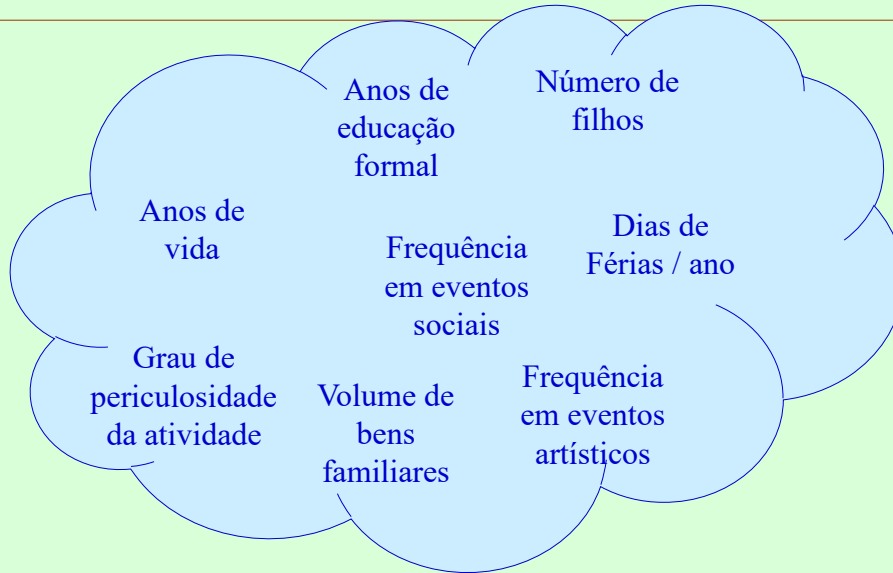 Anos de
educação
formal
Número de
filhos
Anos de
vida
Frequência
em eventos
sociais
Dias de
Férias / ano
Grau de
periculosidade
da atividade
Volume de
bens
familiares
Frequência
em eventos
artísticos